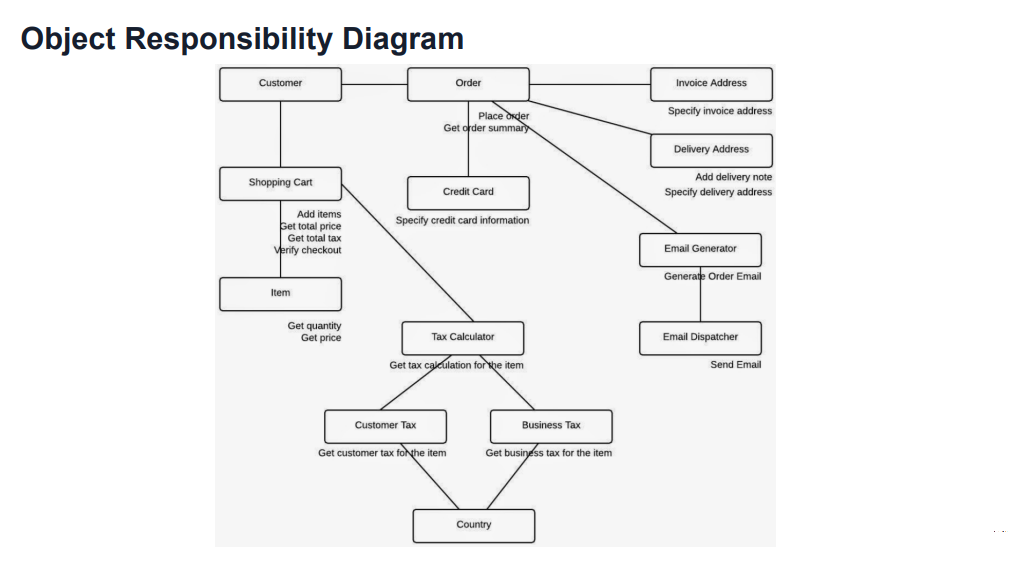 Object Responsibility Diagram
Customer
Order
Invoice Address
Specify invoice address
Place order
Get order summary
Delivery Address
Add delivery note
Specify delivery address
Shopping Cart
Credit Card
Add items
Get total price
Get total tax
Verify checkout
Specify credit card information
Email Generator
Generate Order Email
Item
Get quantity
Get price
Tax Calculator
Get tax calculation for the item
Email Dispatcher
Send Email
Customer Tax
Business Tax
Get customer tax for the item
Get business tax for the item
Country